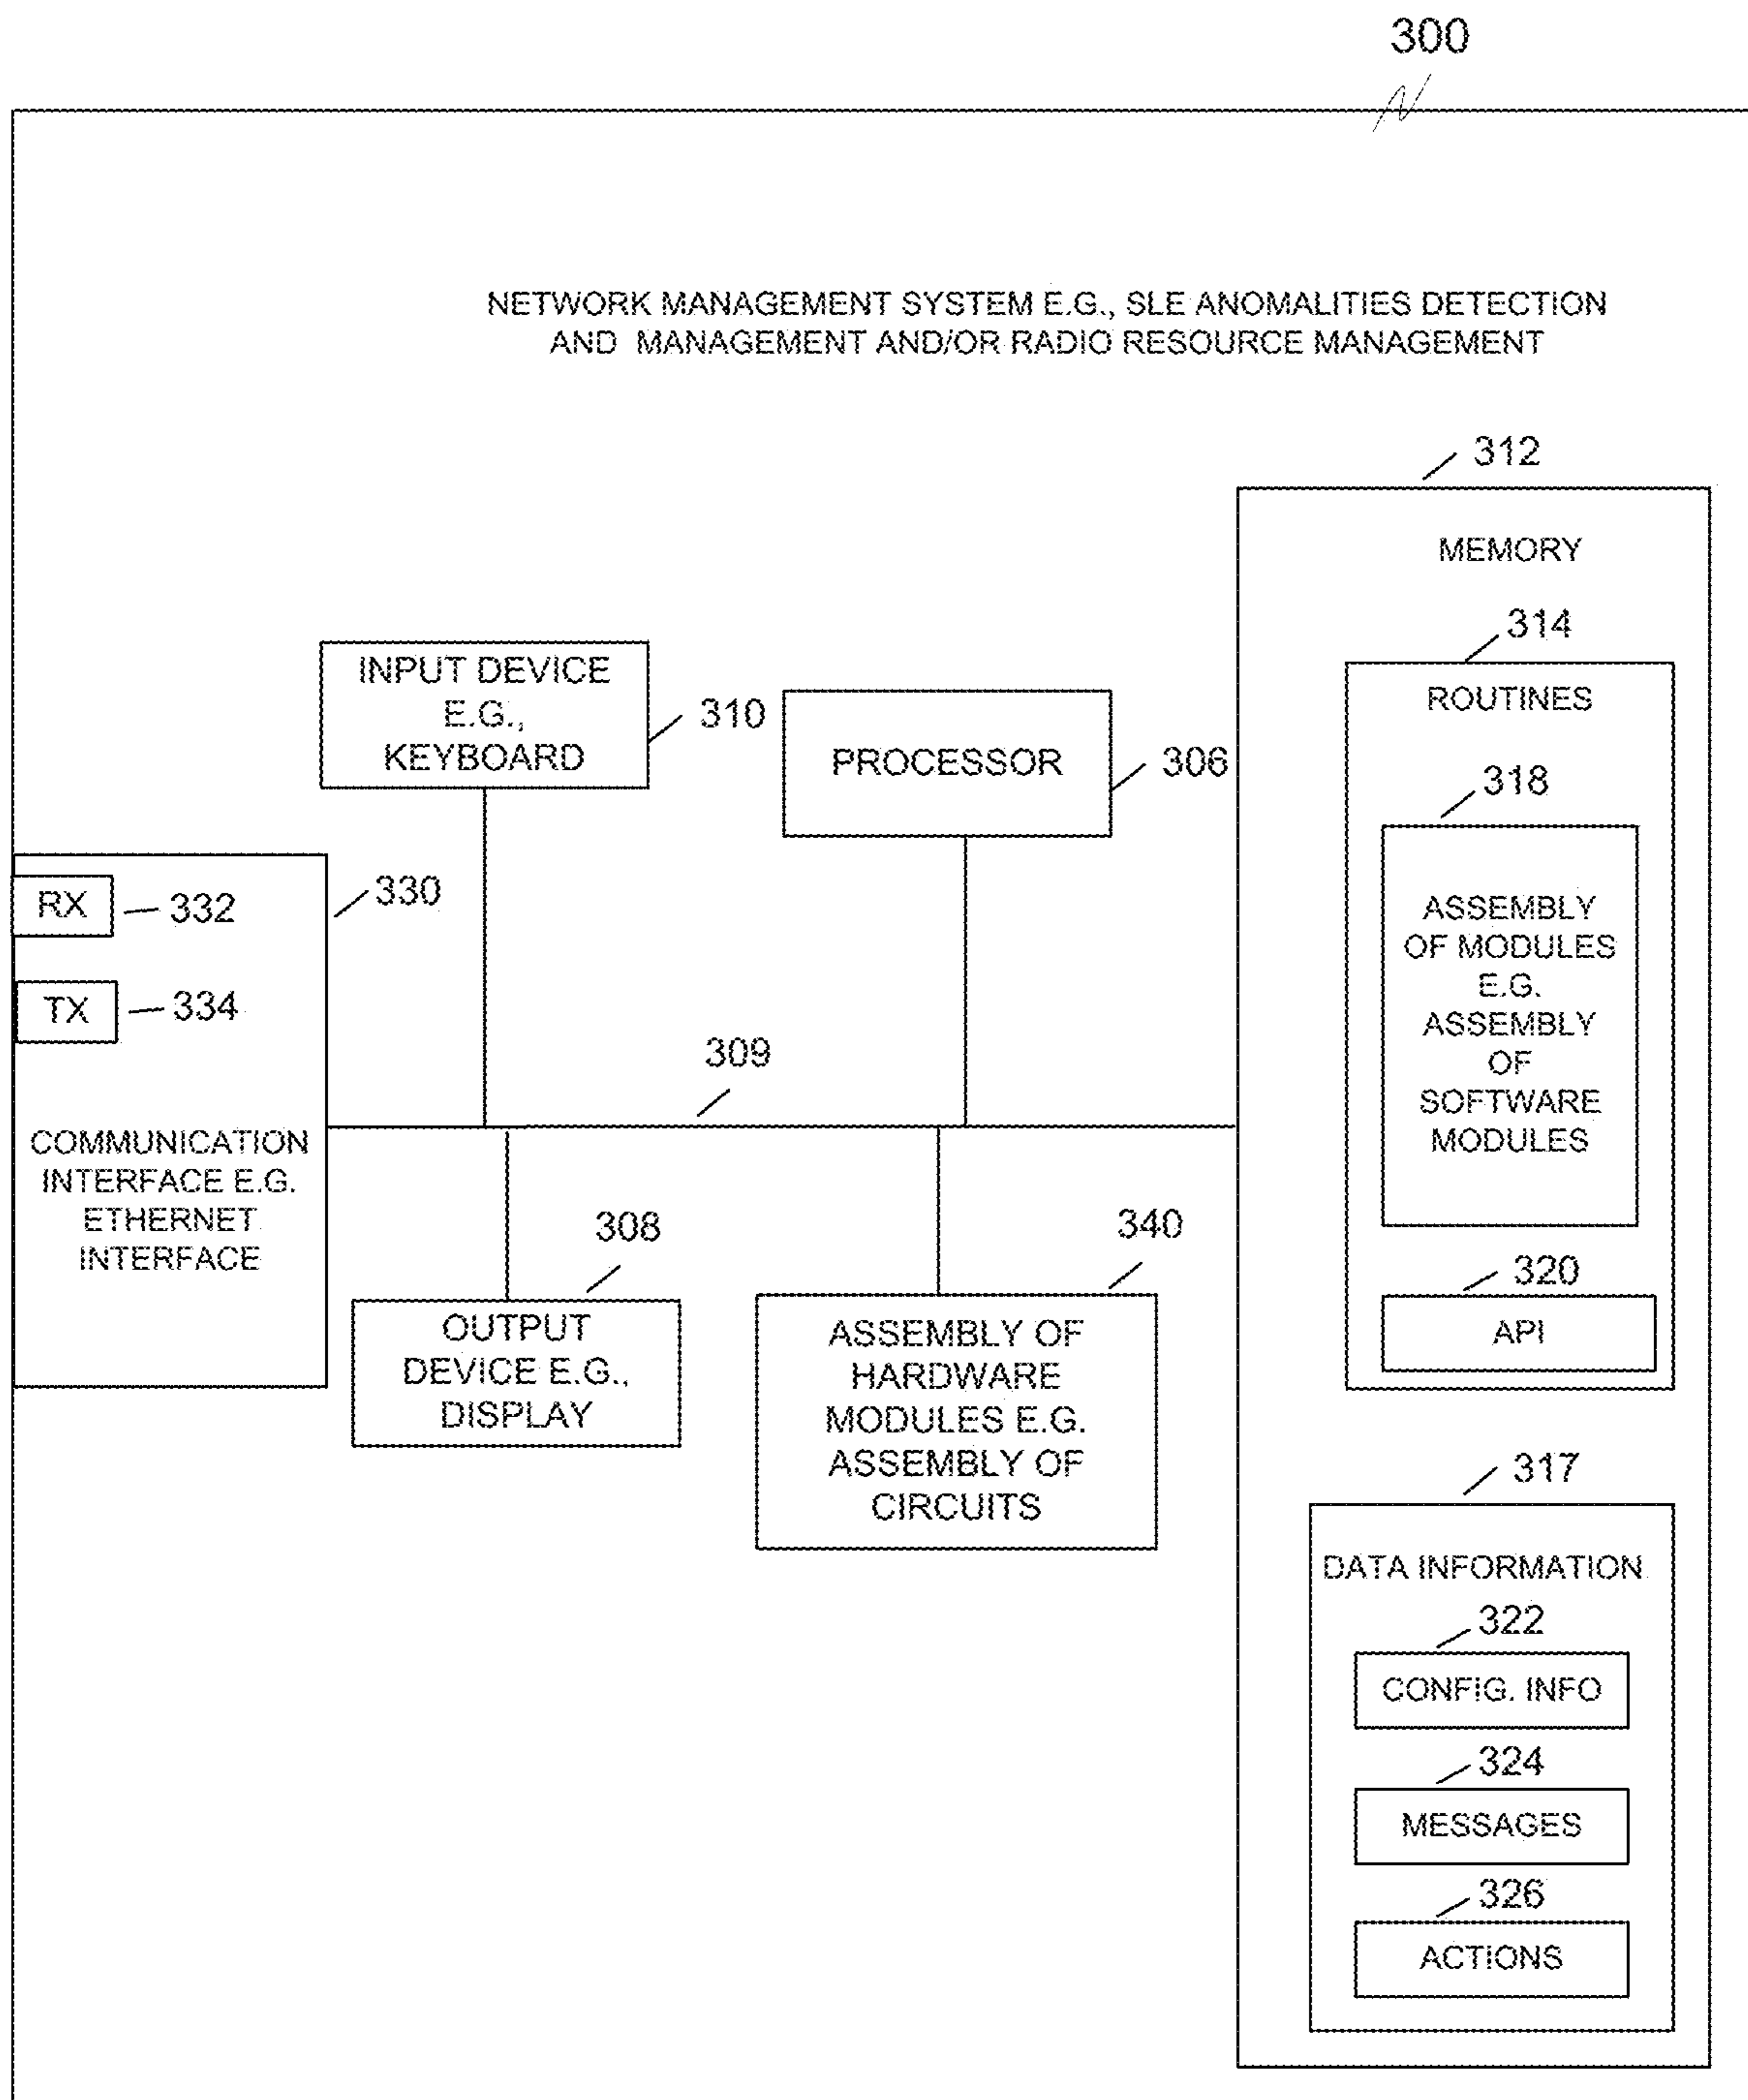 300
NETWORK MANAGEMENT SYSTEM E.G., SLE ANOMALITIES DETECTION
AND MANAGEMENT AND/OR RADIO RESOURCE MANAGEMENT
312
MEMORY
314
ROUTINES
318
ASSEMBLY
OF MODULES
E.G.
ASSEMBLY
OF
SOFTWARE
MODULES
320
API
317
DATA INFORMATION
322
CONFIG. INFO
324
MESSAGES
326
ACTIONS
INPUT DEVICE
E.G.,
KEYBOARD
310
PROCESSOR
306
RX
332
330
TX
334
COMMUNICATION
INTERFACE E.G.
ETHERNET
INTERFACE
309
308
OUTPUT
DEVICE E.G.,
DISPLAY
340
ASSEMBLY OF
HARDWARE
MODULES E.G.
ASSEMBLY OF
CIRCUITS